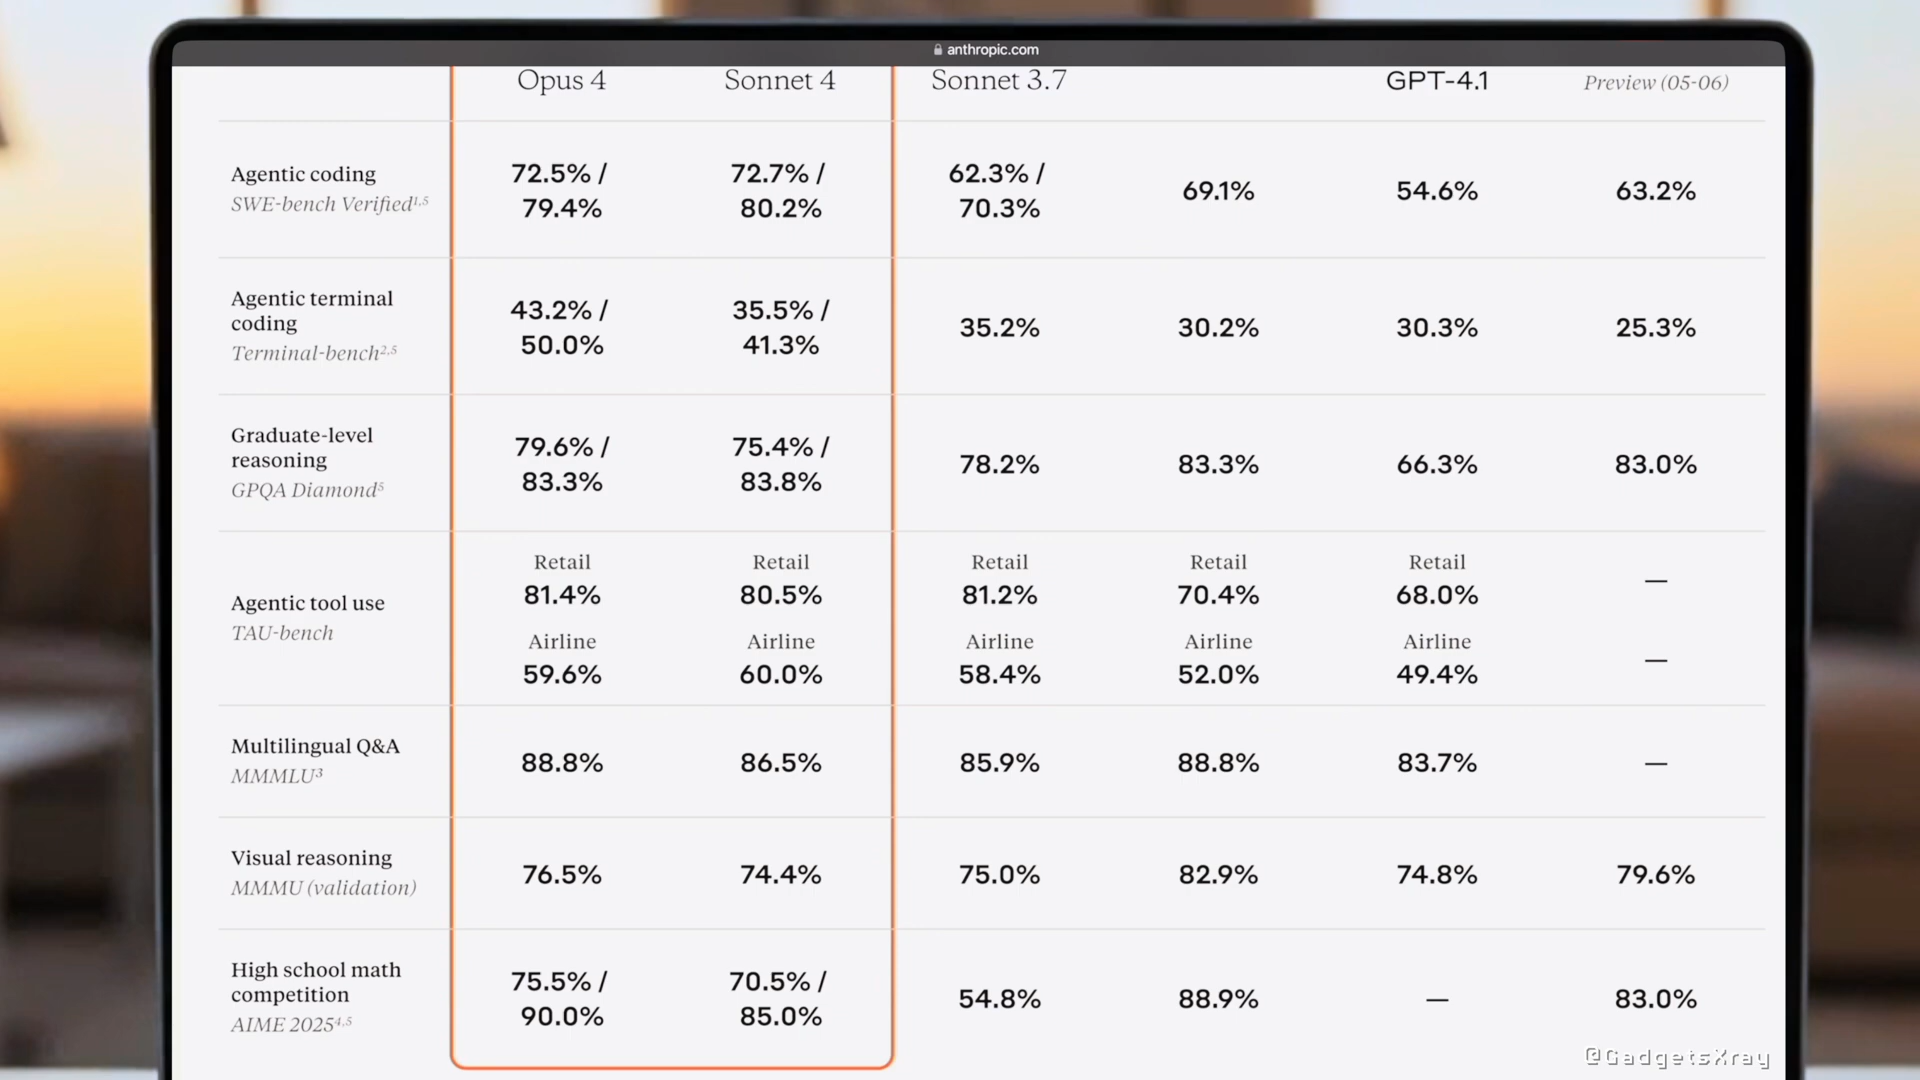 anthropic.com
Opus 4 Sonnet 4 Sonnet 3.7 GPT-4.1 Preview (05-06)
Agentic coding
SWE-bench Verified¹,⁵
72.5% /
79.4%
72.7% /
80.2%
62.3% /
70.3%
69.1%
54.6%
63.2%
Agentic terminal
coding
Terminal-bench²,⁵
43.2% /
50.0%
35.5% /
41.3%
35.2%
30.2%
30.3%
25.3%
Graduate-level
reasoning
GPQA Diamond⁵
79.6% /
83.3%
75.4% /
83.8%
78.2%
83.3%
66.3%
83.0%
Agentic tool use
TAU-bench
Retail Retail Retail Retail Retail
81.4% 80.5% 81.2% 70.4% 68.0% —
Airline Airline Airline Airline Airline
59.6% 60.0% 58.4% 52.0% 49.4% —
Multilingual Q&A
MMMLU³
88.8% 86.5% 85.9% 88.8% 83.7% —
Visual reasoning
MMMU (validation)
76.5% 74.4% 75.0% 82.9% 74.8% 79.6%
High school math
competition
AIME 2025⁴,⁵
75.5% /
90.0%
70.5% /
85.0%
54.8%
88.9%
—
83.0%
@GadgetsXray